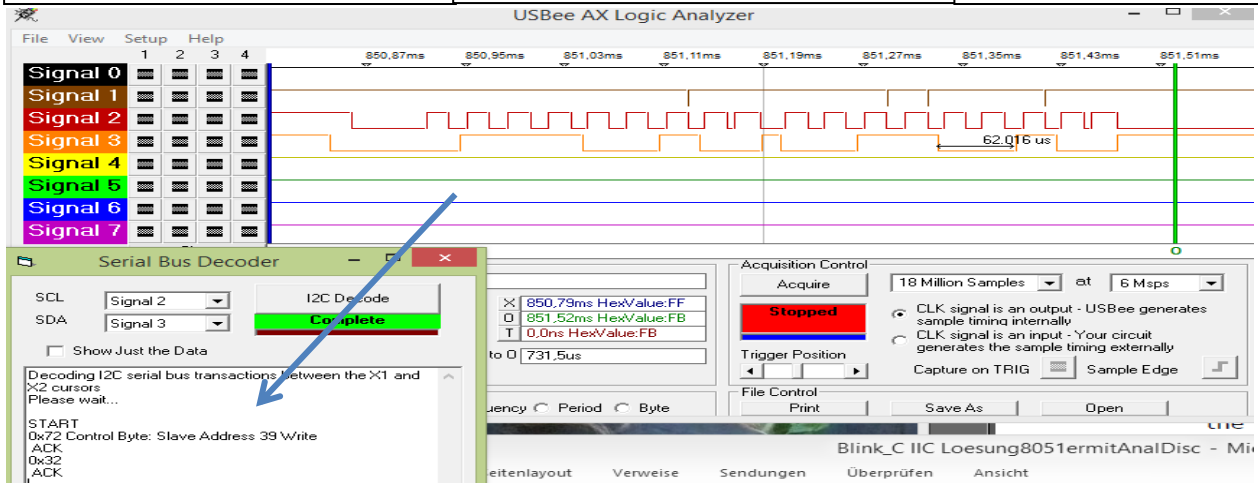 USBee AX Logic Analyzer
File View Setup Help
1 2 3 4 850,87ms 850,95ms 851,03ms 851,11ms 851,19ms 851,27ms 851,35ms 851,43ms 851,51ms
Signal 0
Signal 1
Signal 2
Signal 3
62.016 us
Signal 4
Signal 5
Signal 6
Signal 7
O
Serial Bus Decoder
SCL Signal 2 I2C Decode
SDA Signal 3 Complete
Show Just the Data
Decoding I2C serial bus transactions between the X1 and
X2 cursors
Please wait...
START
0x72 Control Byte: Slave Address 39 Write
ACK
0x32
ACK
X 850,79ms HexValue:FF
O 851,52ms HexValue:FB
T 0,0ns HexValue:FB
to O 731,5us
Period Byte
Acquisition Control
Acquire 18 Million Samples at 6 Msps
Stopped
CLK signal is an output - USBee generates
sample timing internally
CLK signal is an input - Your circuit
generates the sample timing externally
Trigger Position
Capture on TRIG Sample Edge
File Control
Print Save As Open
Blink_C IIC Loesung8051ermitAnalDisc - Mi
eitenlayout Verweise Sendungen Überprüfen Ansicht